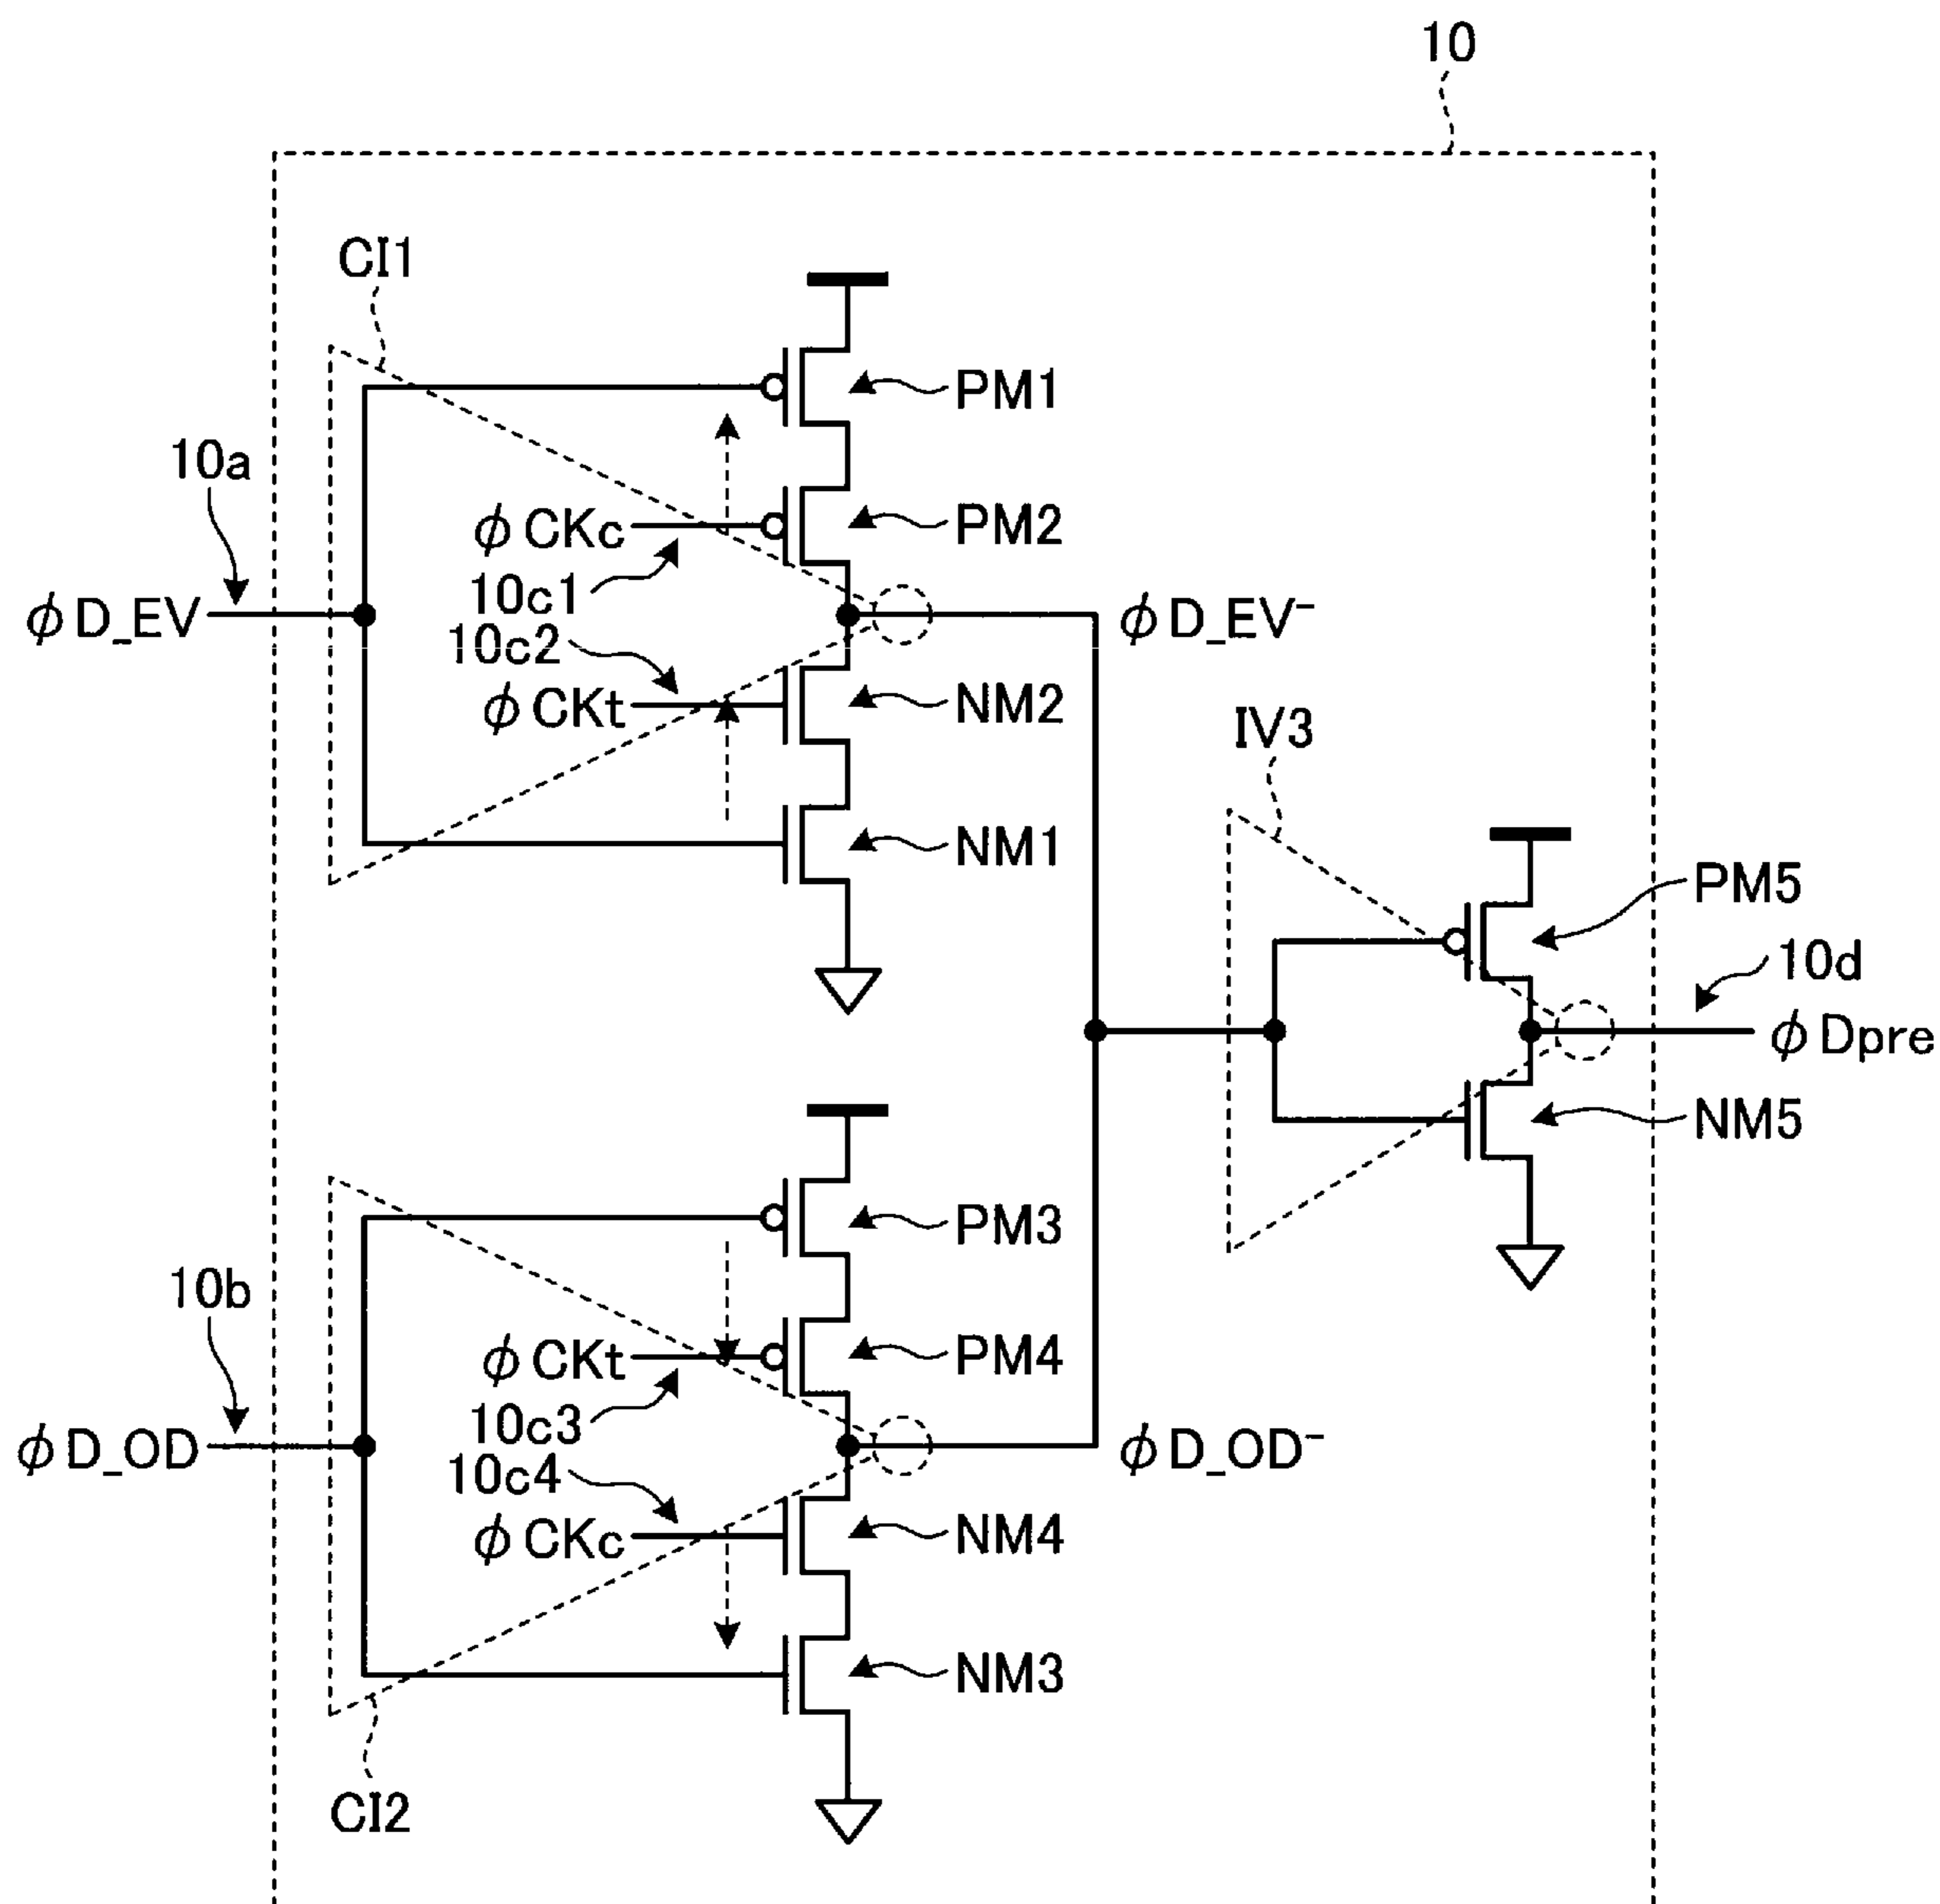 10
CI1
PM1
10a
φCKc
PM2
10c1
φD_EV
φD_EV⁻
10c2
φCKt
NM2
IV3
NM1
PM5
10d
φDpre
NM5
PM3
10b
φCKt
PM4
10c3
φD_OD
φD_OD⁻
10c4
φCKc
NM4
NM3
CI2